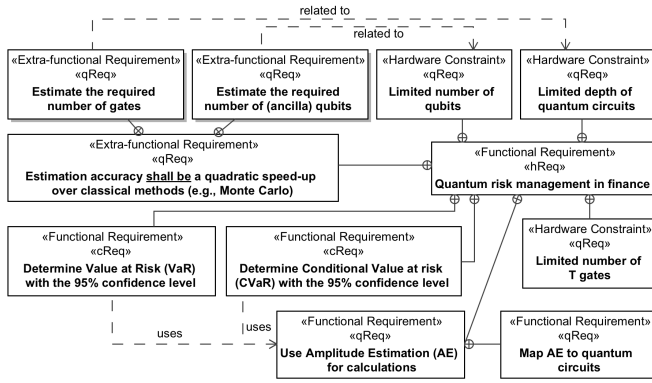 related to
related to
«Extra-functional Requirement»
«qReq»
Estimate the required
number of gates
«Extra-functional Requirement»
«qReq»
Estimate the required
number of (ancilla) qubits
«Hardware Constraint»
«qReq»
Limited number of
qubits
«Hardware Constraint»
«qReq»
Limited depth of
quantum circuits
«Extra-functional Requirement»
«qReq»
Estimation accuracy shall be a quadratic speed-up
over classical methods (e.g., Monte Carlo)
«Functional Requirement»
«hReq»
Quantum risk management in finance
«Functional Requirement»
«cReq»
Determine Value at Risk (VaR)
with the 95% confidence level
«Functional Requirement»
«cReq»
Determine Conditional Value at risk
(CVaR) with the 95% confidence level
«Hardware Constraint»
«qReq»
Limited number of
T gates
uses
uses
«Functional Requirement»
«qReq»
Use Amplitude Estimation (AE)
for calculations
«Functional Requirement»
«qReq»
Map AE to quantum
circuits